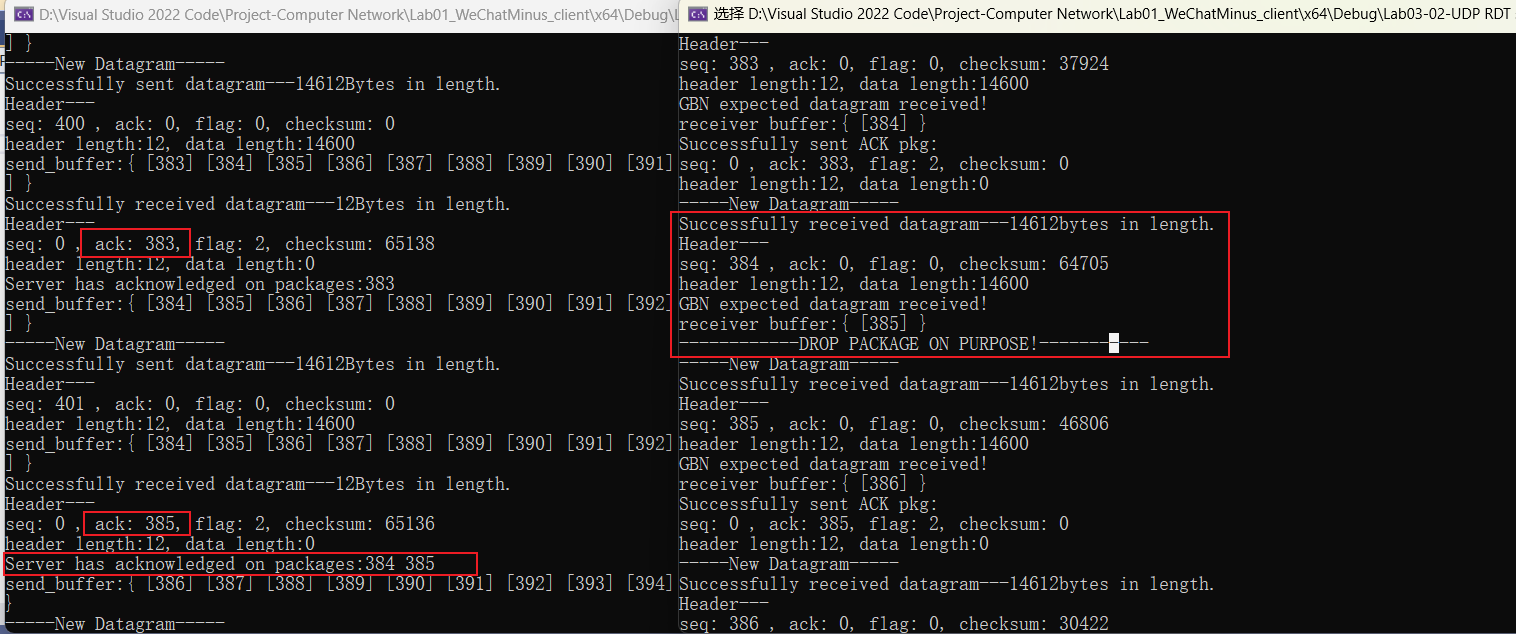 D:\Visual Studio 2022 Code\Project-Computer Network\Lab01_WeChatMinus_client\x64\Debug\L
] }
-----New Datagram-----
Successfully sent datagram---14612Bytes in length.
Header---
seq: 400 , ack: 0, flag: 0, checksum: 0
header length:12, data length:14600
send_buffer:{ [383] [384] [385] [386] [387] [388] [389] [390] [391]
] }
Successfully received datagram---12Bytes in length.
Header---
seq: 0 , ack: 383, flag: 2, checksum: 65138
header length:12, data length:0
Server has acknowledged on packages:383
send_buffer:{ [384] [385] [386] [387] [388] [389] [390] [391] [392]
] }
-----New Datagram-----
Successfully sent datagram---14612Bytes in length.
Header---
seq: 401 , ack: 0, flag: 0, checksum: 0
header length:12, data length:14600
send_buffer:{ [384] [385] [386] [387] [388] [389] [390] [391] [392]
] }
Successfully received datagram---12Bytes in length.
Header---
seq: 0 , ack: 385, flag: 2, checksum: 65136
header length:12, data length:0
Server has acknowledged on packages:384 385
send_buffer:{ [386] [387] [388] [389] [390] [391] [392] [393] [394]
}
-----New Datagram-----
选择 D:\Visual Studio 2022 Code\Project-Computer Network\Lab01_WeChatMinus_client\x64\Debug\Lab03-02-UDP RDT
Header---
seq: 383 , ack: 0, flag: 0, checksum: 37924
header length:12, data length:14600
GBN expected datagram received!
receiver buffer:{ [384] }
Successfully sent ACK pkg:
seq: 0 , ack: 383, flag: 2, checksum: 0
header length:12, data length:0
-----New Datagram-----
Successfully received datagram---14612bytes in length.
Header---
seq: 384 , ack: 0, flag: 0, checksum: 64705
header length:12, data length:14600
GBN expected datagram received!
receiver buffer:{ [385] }
------------DROP PACKAGE ON PURPOSE!-----------
-----New Datagram-----
Successfully received datagram---14612bytes in length.
Header---
seq: 385 , ack: 0, flag: 0, checksum: 46806
header length:12, data length:14600
GBN expected datagram received!
receiver buffer:{ [386] }
Successfully sent ACK pkg:
seq: 0 , ack: 385, flag: 2, checksum: 0
header length:12, data length:0
-----New Datagram-----
Successfully received datagram---14612bytes in length.
Header---
seq: 386 , ack: 0, flag: 0, checksum: 30422